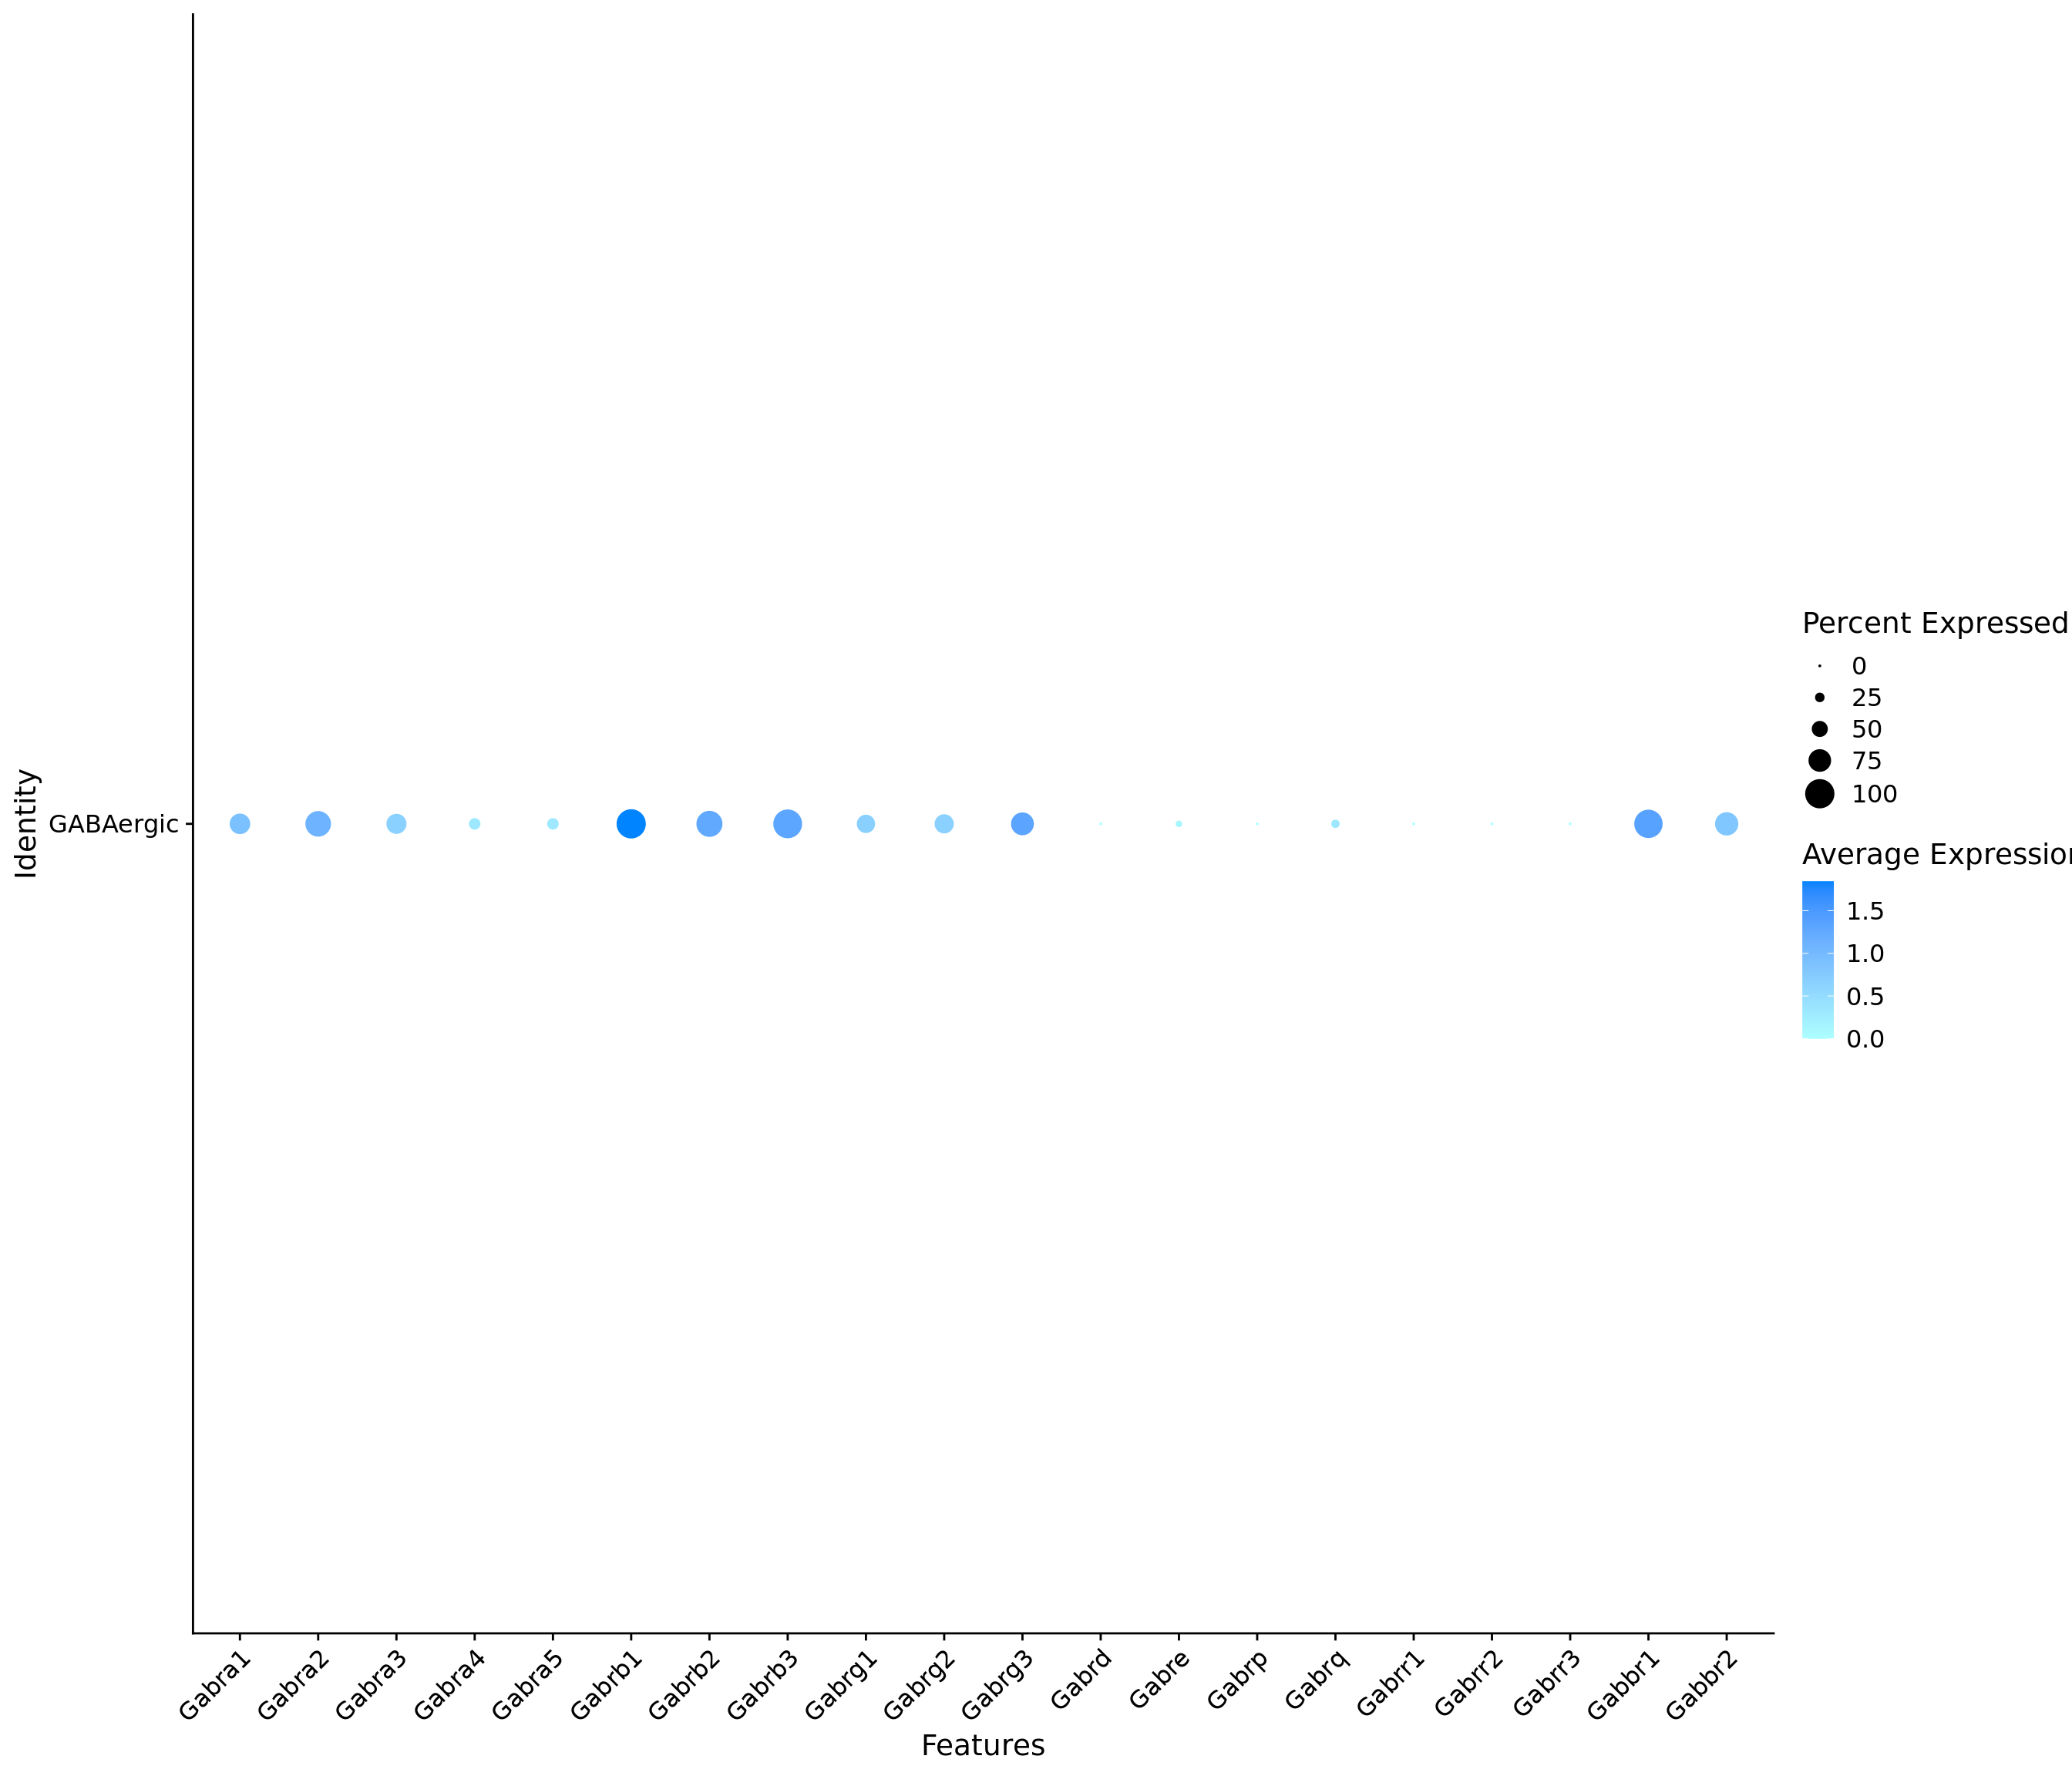 Identity
GABAergic
Gabra1
Gabra2
Gabra3
Gabra4
Gabra5
Gabrb1
Gabrb2
Gabrb3
Gabrg1
Gabrg2
Gabrg3
Gabrd
Gabre
Gabrp
Gabrq
Gabrr1
Gabrr2
Gabrr3
Gabbr1
Gabbr2
Features
Percent Expressed
0
25
50
75
100
Average Expression
1.5
1.0
0.5
0.0